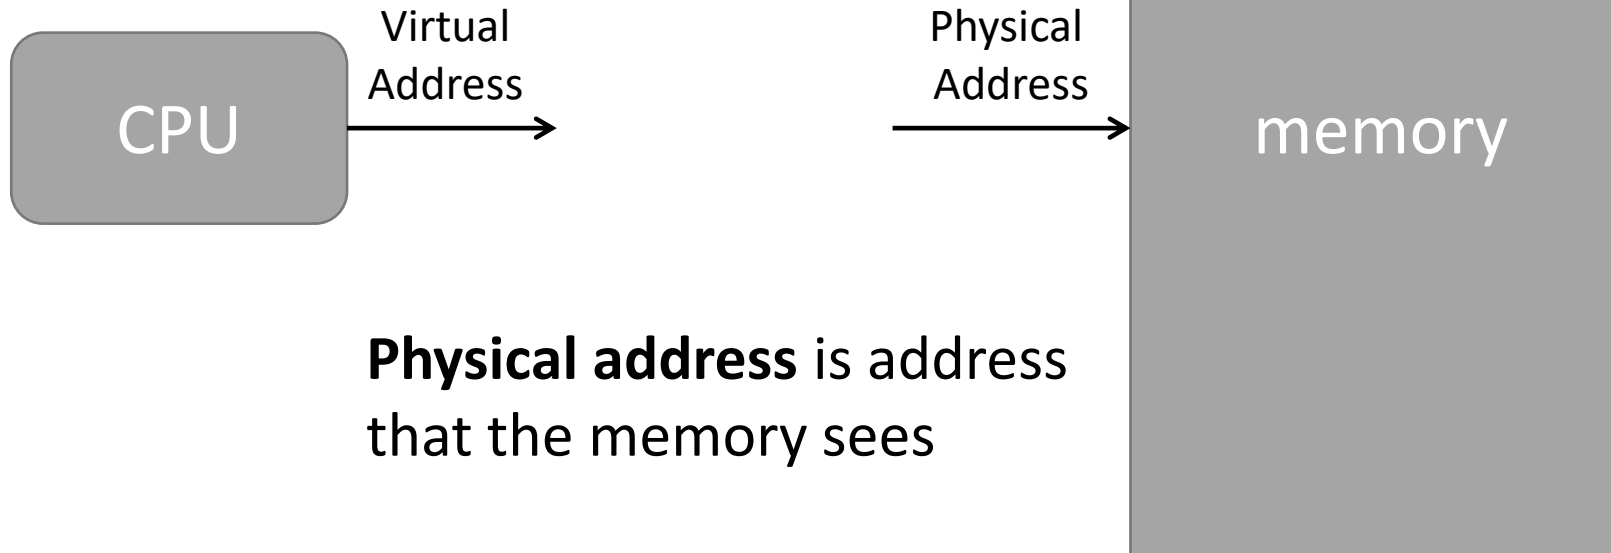 CPU
Virtual
Address
Physical
Address
memory
Physical address is address
that the memory sees